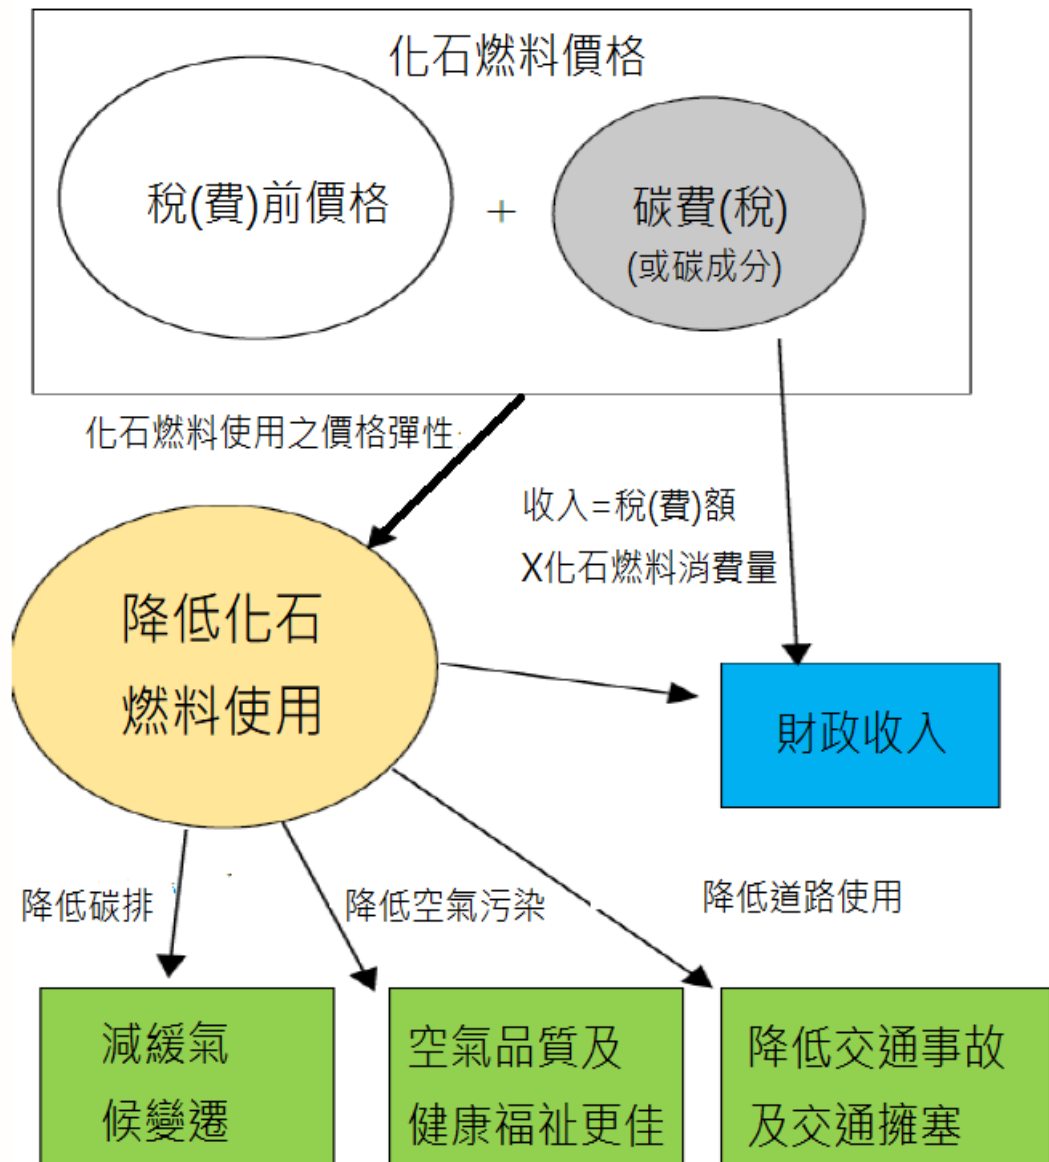 化石燃料價格
稅(費)前價格
+
碳費(稅)
(或碳成分)
化石燃料使用之價格彈性
收入=稅(費)額
X化石燃料消費量
降低化石
燃料使用
財政收入
降低碳排
降低空氣污染
降低道路使用
減緩氣
候變遷
空氣品質及
健康福祉更佳
降低交通事故
及交通擁塞